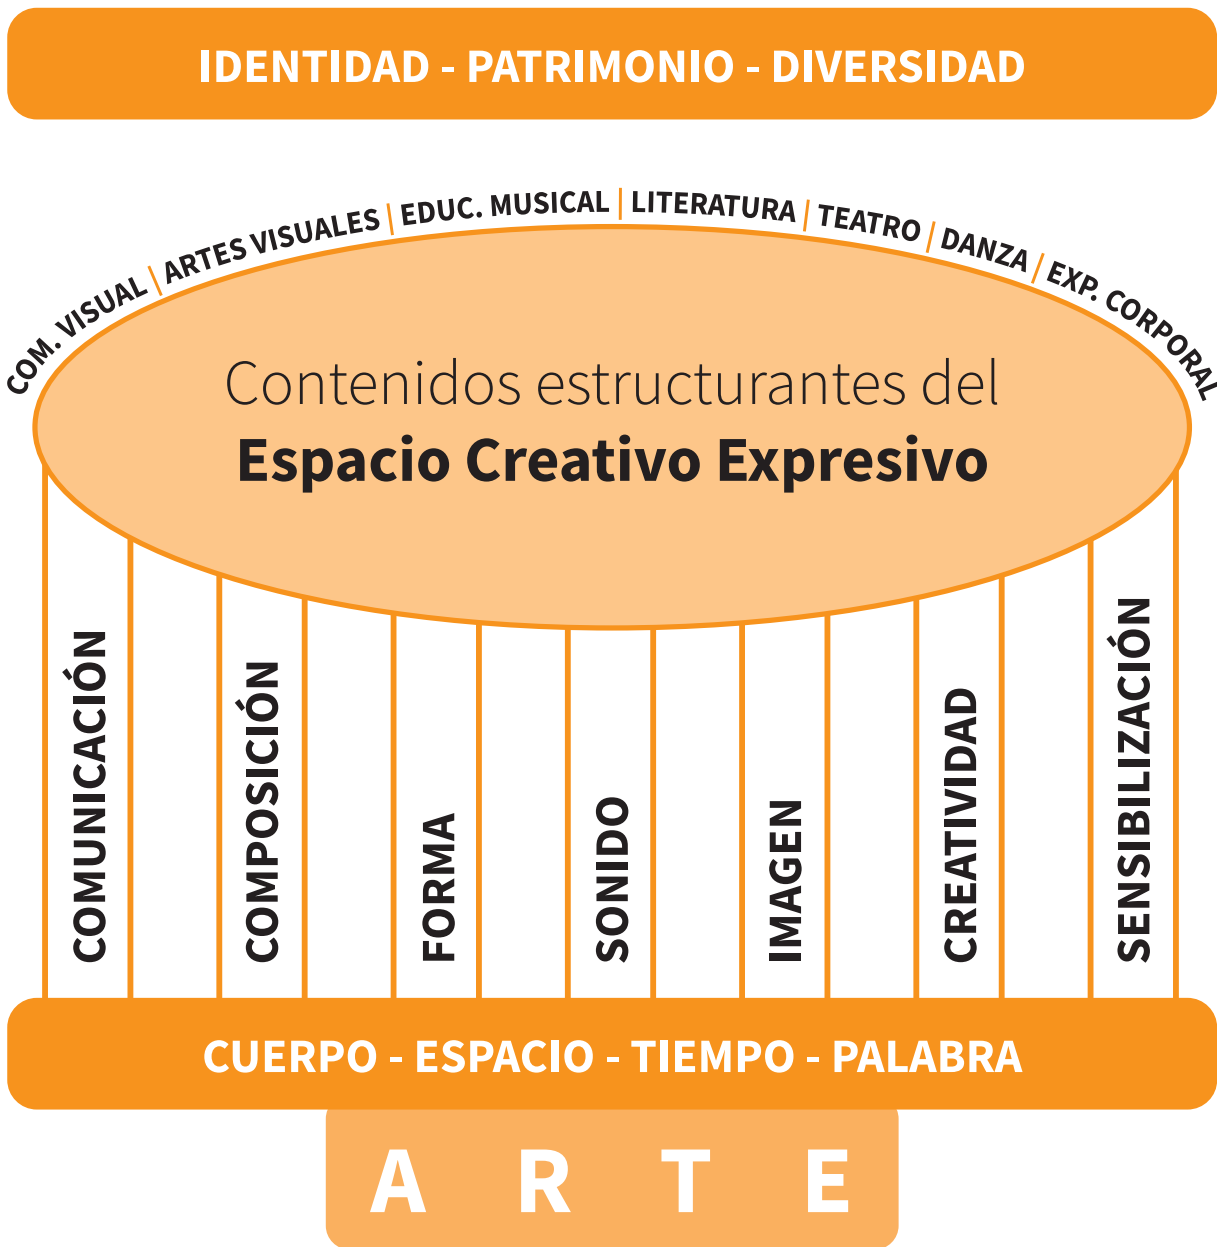 IDENTIDAD - PATRIMONIO - DIVERSIDAD
COM. VISUAL | ARTES VISUALES | EDUC. MUSICAL | LITERATURA | TEATRO | DANZA | EXP. CORPORAL
Contenidos estructurantes del
Espacio Creativo Expresivo
COMUNICACIÓN
COMPOSICIÓN
FORMA
SONIDO
IMAGEN
CREATIVIDAD
SENSIBILIZACIÓN
CUERPO - ESPACIO - TIEMPO - PALABRA
A R T E